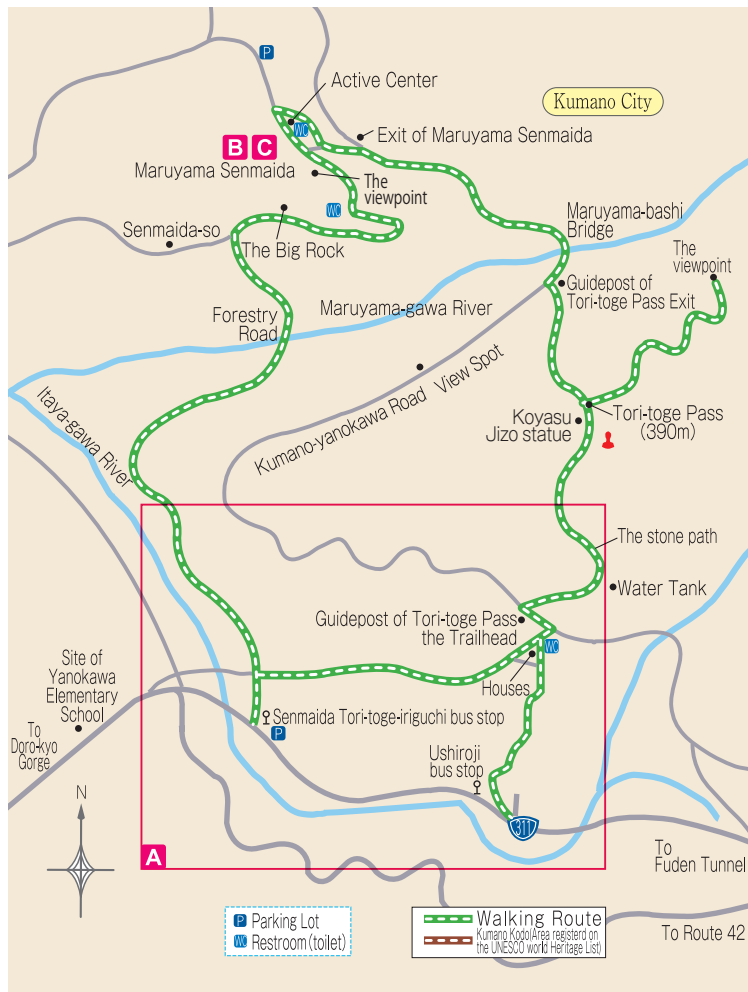 P
Active Center
Kumano City
WC
Exit of Maruyama Senmaida
B C
Maruyama Senmaida
The
viewpoint
WC
Maruyama-bashi
Bridge
Senmaida-so
The Big Rock
The
viewpoint
Guidepost of
Tori-toge Pass Exit
Maruyama-gawa River
Forestry
Road
Kumano-yanokawa Road View Spot
Itaya-gawa River
Koyasu
Jizo statue
Tori-toge Pass
(390m)
The stone path
Water Tank
Guidepost of Tori-toge Pass
the Trailhead
WC
Houses
Site of
Yanokawa
Elementary
School
Senmaida Tori-toge-iriguchi bus stop
P
To
Doro-kyo
Gorge
Ushiroji
bus stop
N
311
A
To
Fuden Tunnel
To Route 42
P Parking Lot
WC Restroom(toilet)
Walking Route
Kumano Kodo(Area registerd on
the UNESCO world Heritage List)